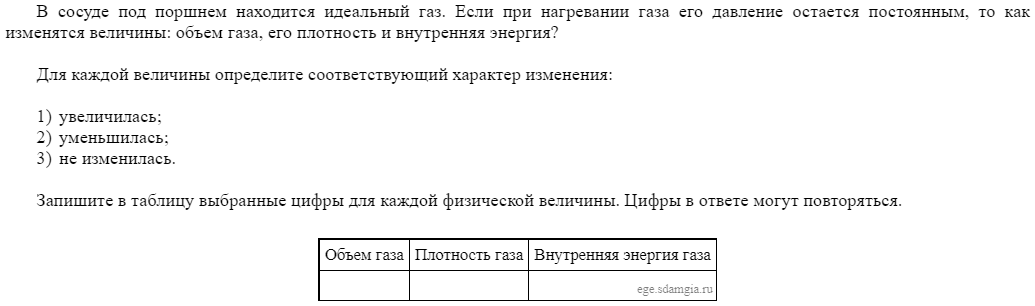 В сосуде под поршнем находится идеальный газ. Если при нагревании газа его давление остается постоянным, то как
изменятся величины: объем газа, его плотность и внутренняя энергия?
Для каждой величины определите соответствующий характер изменения:
1) увеличилась;
2) уменьшилась;
3) не изменилась.
Запишите в таблицу выбранные цифры для каждой физической величины. Цифры в ответе могут повторяться.
Объем газа Плотность газа Внутренняя энергия газа
ege.sdamgia.ru